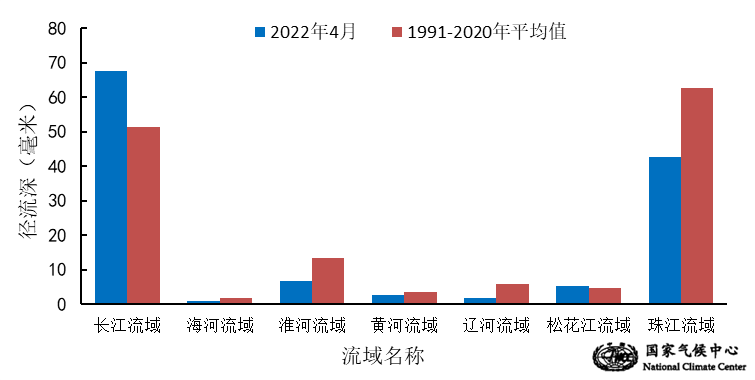 2022年4月 1991-2020年平均值
径流深（毫米）
80
70
60
50
40
30
20
10
0
长江流域 海河流域 淮河流域 黄河流域 辽河流域 松花江流域 珠江流域
流域名称
国家气候中心
National Climate Center